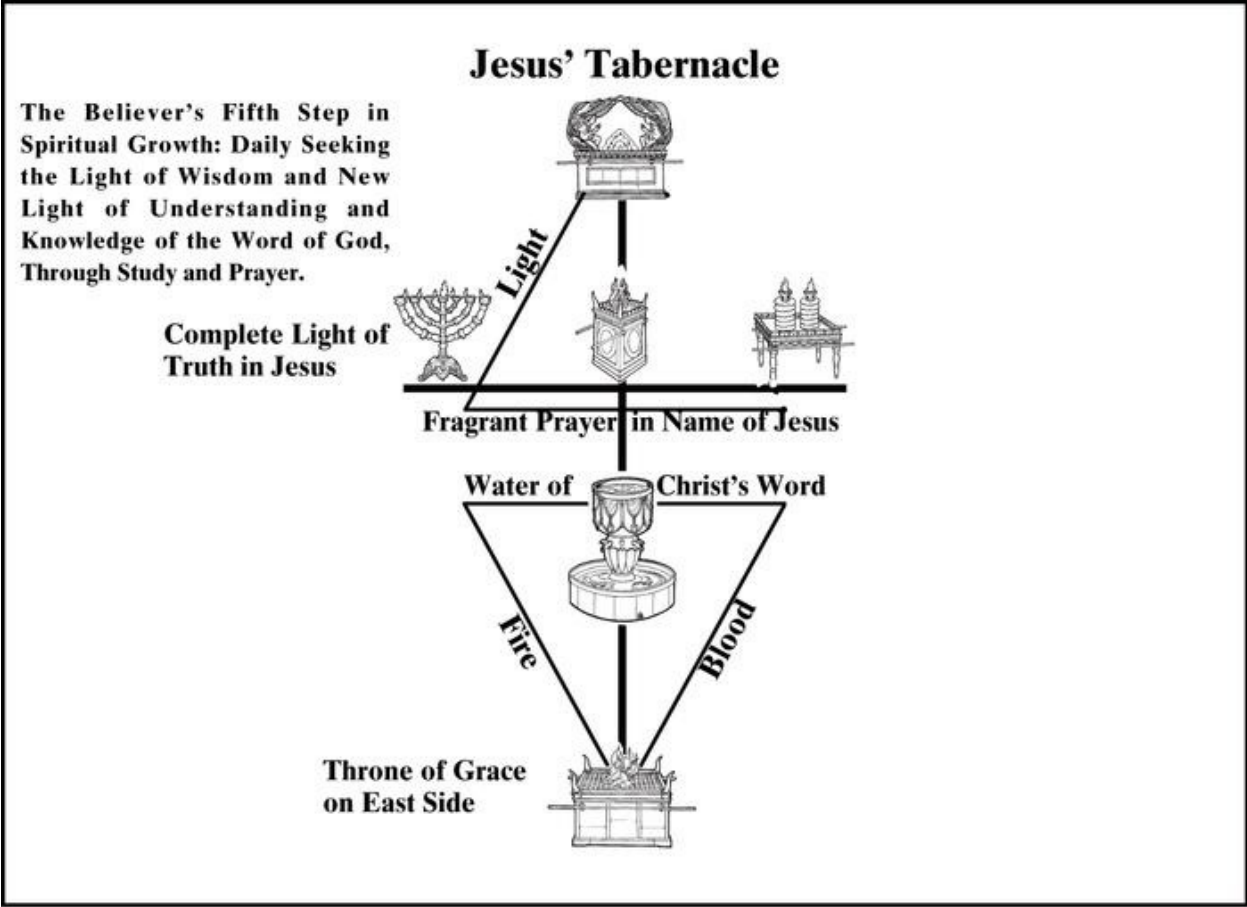 Jesus’ Tabernacle
The Believer’s Fifth Step in
Spiritual Growth: Daily Seeking
the Light of Wisdom and New
Light of Understanding and
Knowledge of the Word of God,
Through Study and Prayer.
Light
Complete Light of
Truth in Jesus
Fragrant Prayer in Name of Jesus
Water of Christ’s Word
Fire
Blood
Throne of Grace
on East Side